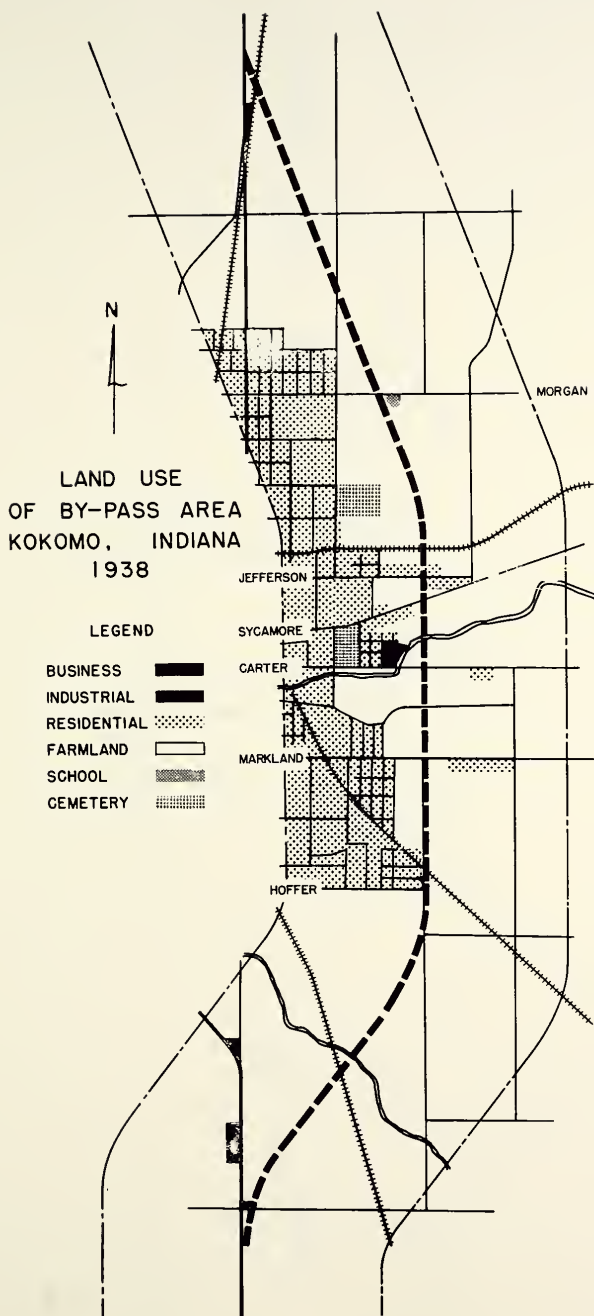 N
LAND USE
OF BY-PASS AREA
KOKOMO, INDIANA
1938
LEGEND
BUSINESS
INDUSTRIAL
RESIDENTIAL
FARMLAND
SCHOOL
CEMETERY
MORGAN
JEFFERSON
SYCAMORE
CARTER
MARKLAND
HOFFER